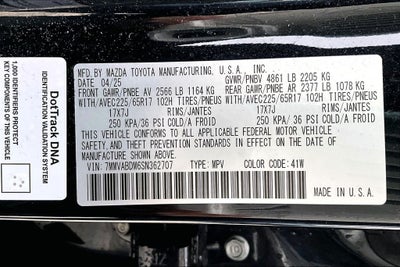 MFD. BY MAZDA TOYOTA MANUFACTURING, U.S.A., INC.
DATE: 04/25 GVWR/PNBV 4861 LB 2205 KG
FRONT GAWR/PNBE AV 2566 LB 1164 KG REAR GAWR/PNBE AR 2377 LB 1078 KG
WITH/AVEC225/65R17 102H TIRES/PNEUS WITH/AVEC225/65R17 102H TIRES/PNEUS
17X7J RIMS/JANTES 17X7J RIMS/JANTES
250 KPA/ 36 PSI COLD/A FROID 250 KPA/ 36 PSI COLD/A FROID
THIS VEHICLE CONFORMS TO ALL APPLICABLE FEDERAL MOTOR VEHICLE
SAFETY, AND THEFT PREVENTION STANDARDS IN EFFECT ON THE DATE OF
MANUFACTURE SHOWN ABOVE.
VIN: 7MMVABDW6SN362707 TYPE: MPV COLOR CODE: 41W
DotTrack DNA
IDENTIFICATION VALIDATION SYSTEM
1,000 IDENTIFIERS PROTECT
KEY COMPONENTS OF THIS